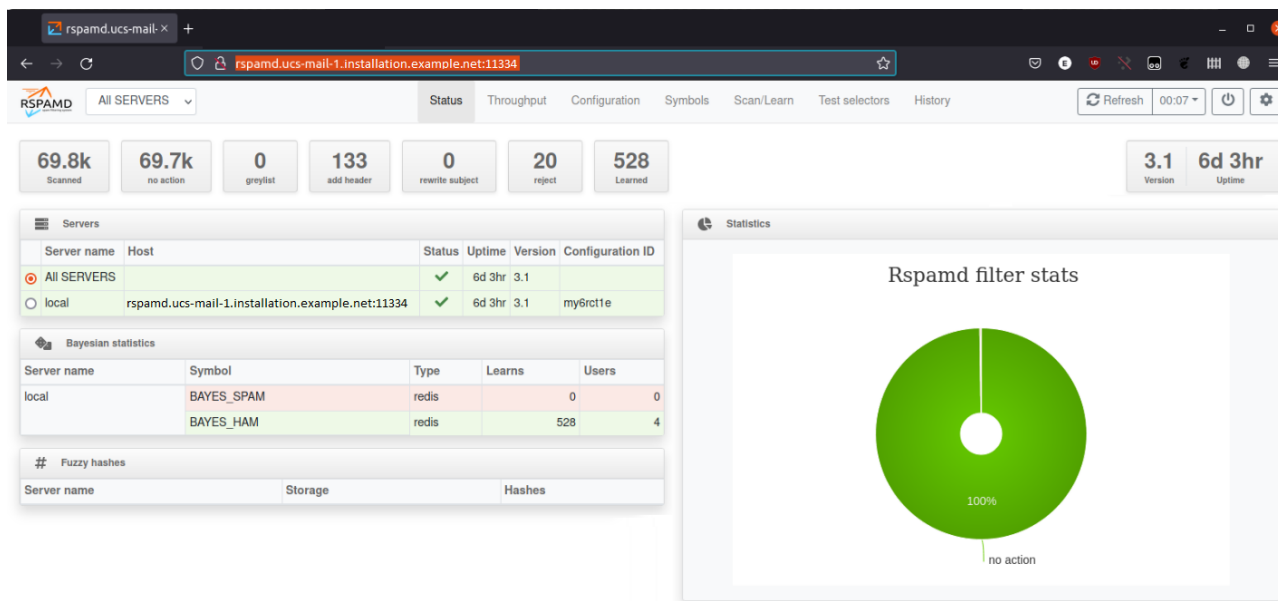 rspamd.ucs-mail-
rspamd.ucs-mail-1.installation.example.net:11334
RSPAMD
All SERVERS
Status Throughput Configuration Symbols Scan/Learn Test selectors History
Refresh 00:07
69.8k 69.7k 0 133 0 20 528 3.1 6d 3hr
Scanned no action greylist add header rewrite subject reject Learned Version Uptime
Servers
Server name Host Status Uptime Version Configuration ID
All SERVERS 6d 3hr 3.1
local rspamd.ucs-mail-1.installation.example.net:11334 6d 3hr 3.1 my6rct1e
Bayesian statistics
Server name Symbol Type Learns Users
local BAYES_SPAM redis 0 0
BAYES_HAM redis 528 4
# Fuzzy hashes
Server name Storage Hashes
Statistics
Rspamd filter stats
100%
no action